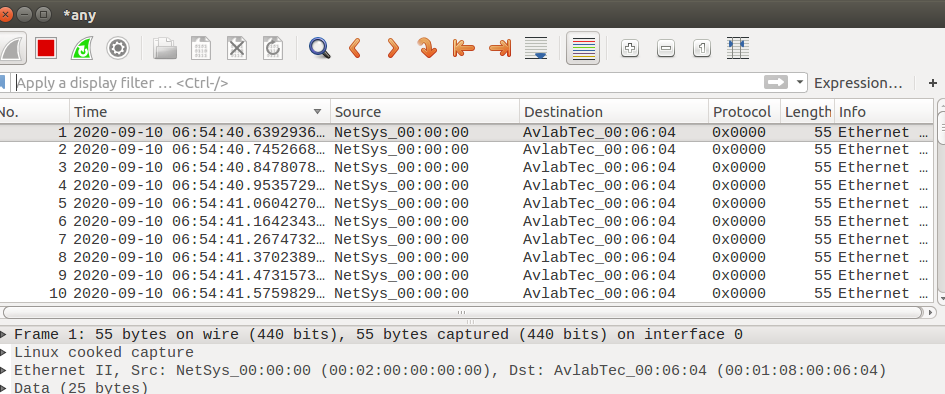 *any
Apply a display filter ... <Ctrl-/>
Expression...
No. Time Source Destination Protocol Length Info
1 2020-09-10 06:54:40.6392936... NetSys_00:00:00 AvlabTec_00:06:04 0x0000 55 Ethernet ...
2 2020-09-10 06:54:40.7452668... NetSys_00:00:00 AvlabTec_00:06:04 0x0000 55 Ethernet ...
3 2020-09-10 06:54:40.8478078... NetSys_00:00:00 AvlabTec_00:06:04 0x0000 55 Ethernet ...
4 2020-09-10 06:54:40.9535729... NetSys_00:00:00 AvlabTec_00:06:04 0x0000 55 Ethernet ...
5 2020-09-10 06:54:41.0604270... NetSys_00:00:00 AvlabTec_00:06:04 0x0000 55 Ethernet ...
6 2020-09-10 06:54:41.1642343... NetSys_00:00:00 AvlabTec_00:06:04 0x0000 55 Ethernet ...
7 2020-09-10 06:54:41.2674732... NetSys_00:00:00 AvlabTec_00:06:04 0x0000 55 Ethernet ...
8 2020-09-10 06:54:41.3702389... NetSys_00:00:00 AvlabTec_00:06:04 0x0000 55 Ethernet ...
9 2020-09-10 06:54:41.4731573... NetSys_00:00:00 AvlabTec_00:06:04 0x0000 55 Ethernet ...
10 2020-09-10 06:54:41.5759829... NetSys_00:00:00 AvlabTec_00:06:04 0x0000 55 Ethernet ...
Frame 1: 55 bytes on wire (440 bits), 55 bytes captured (440 bits) on interface 0
Linux cooked capture
Ethernet II, Src: NetSys_00:00:00 (00:02:00:00:00:00), Dst: AvlabTec_00:06:04 (00:01:08:00:06:04)
Data (25 bytes)